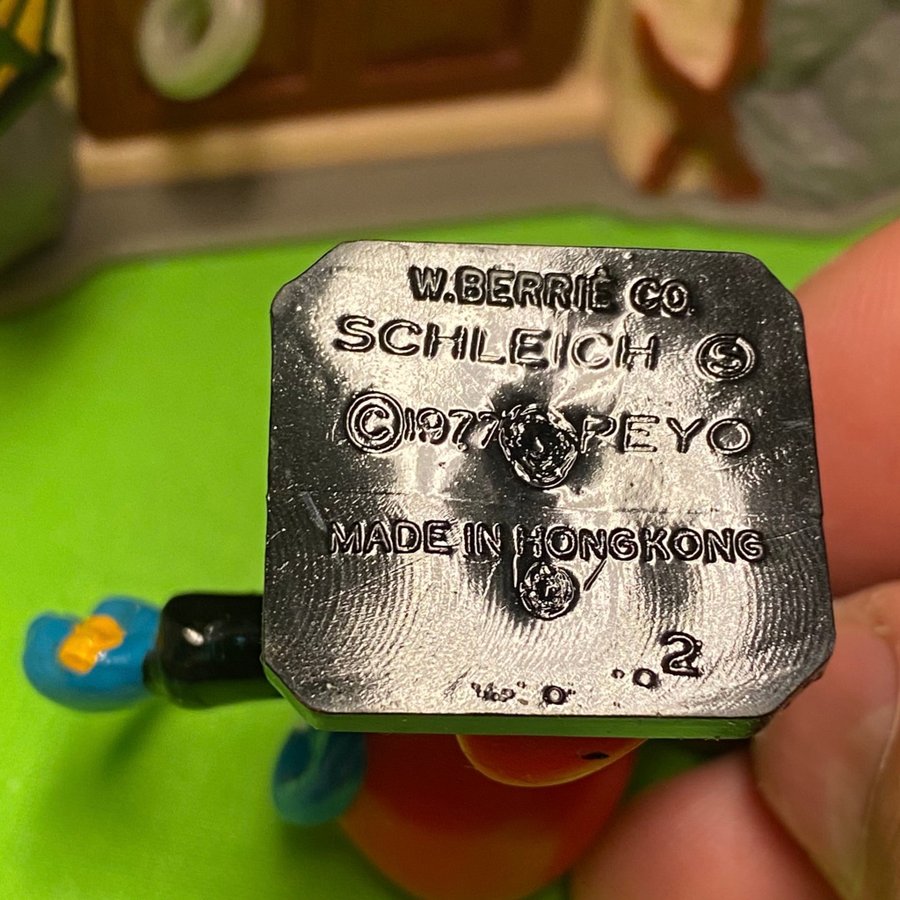 W.BERRIE CO.
SCHLEICH Ⓢ
©1977 PEYO
MADE IN HONGKONG
2